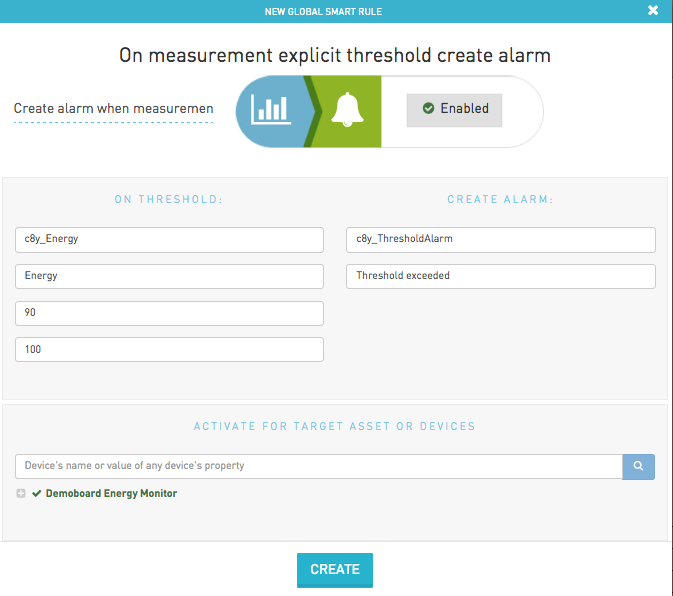 NEW GLOBAL SMART RULE
On measurement explicit threshold create alarm
Create alarm when measuremen
Enabled
ON THRESHOLD:
CREATE ALARM:
c8y_Energy
c8y_ThresholdAlarm
Energy
Threshold exceeded
90
100
ACTIVATE FOR TARGET ASSET OR DEVICES
Device's name or value of any device's property
Demoboard Energy Monitor
CREATE